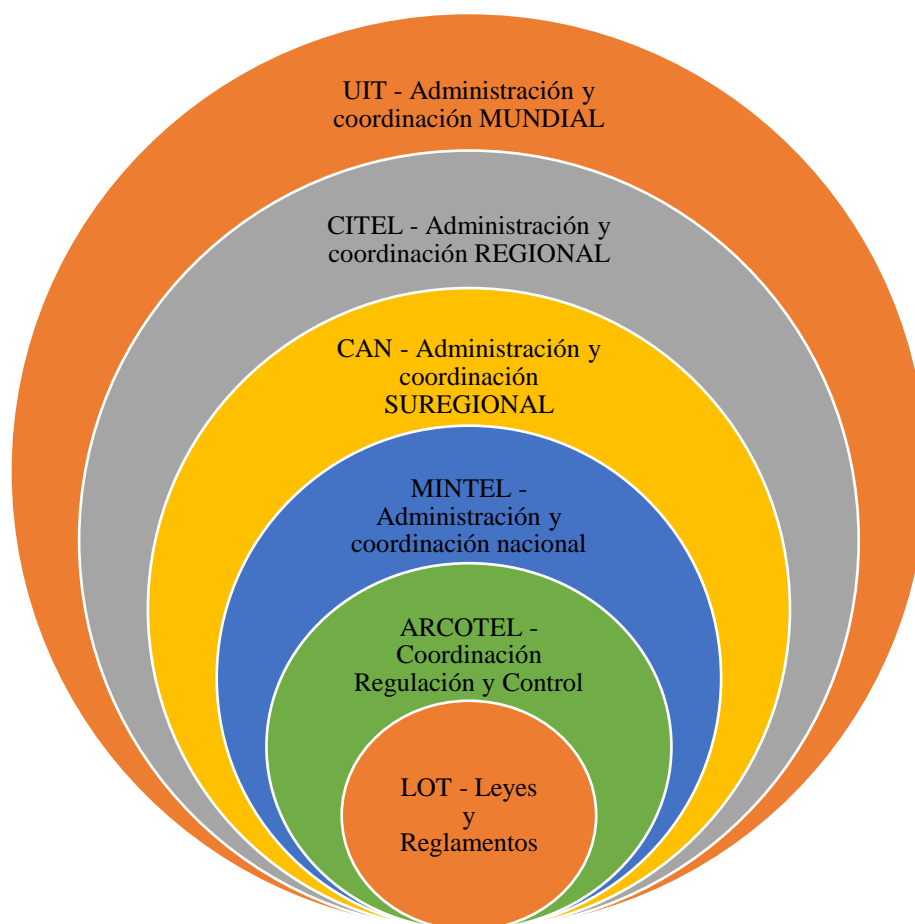 UIT - Administración y
coordinación MUNDIAL
CITEL - Administración y
coordinación REGIONAL
CAN - Administración y
coordinación
SUREGIONAL
MINTEL -
Administración y
coordinación nacional
ARCOTEL -
Coordinación
Regulación y Control
LOT - Leyes
y
Reglamentos